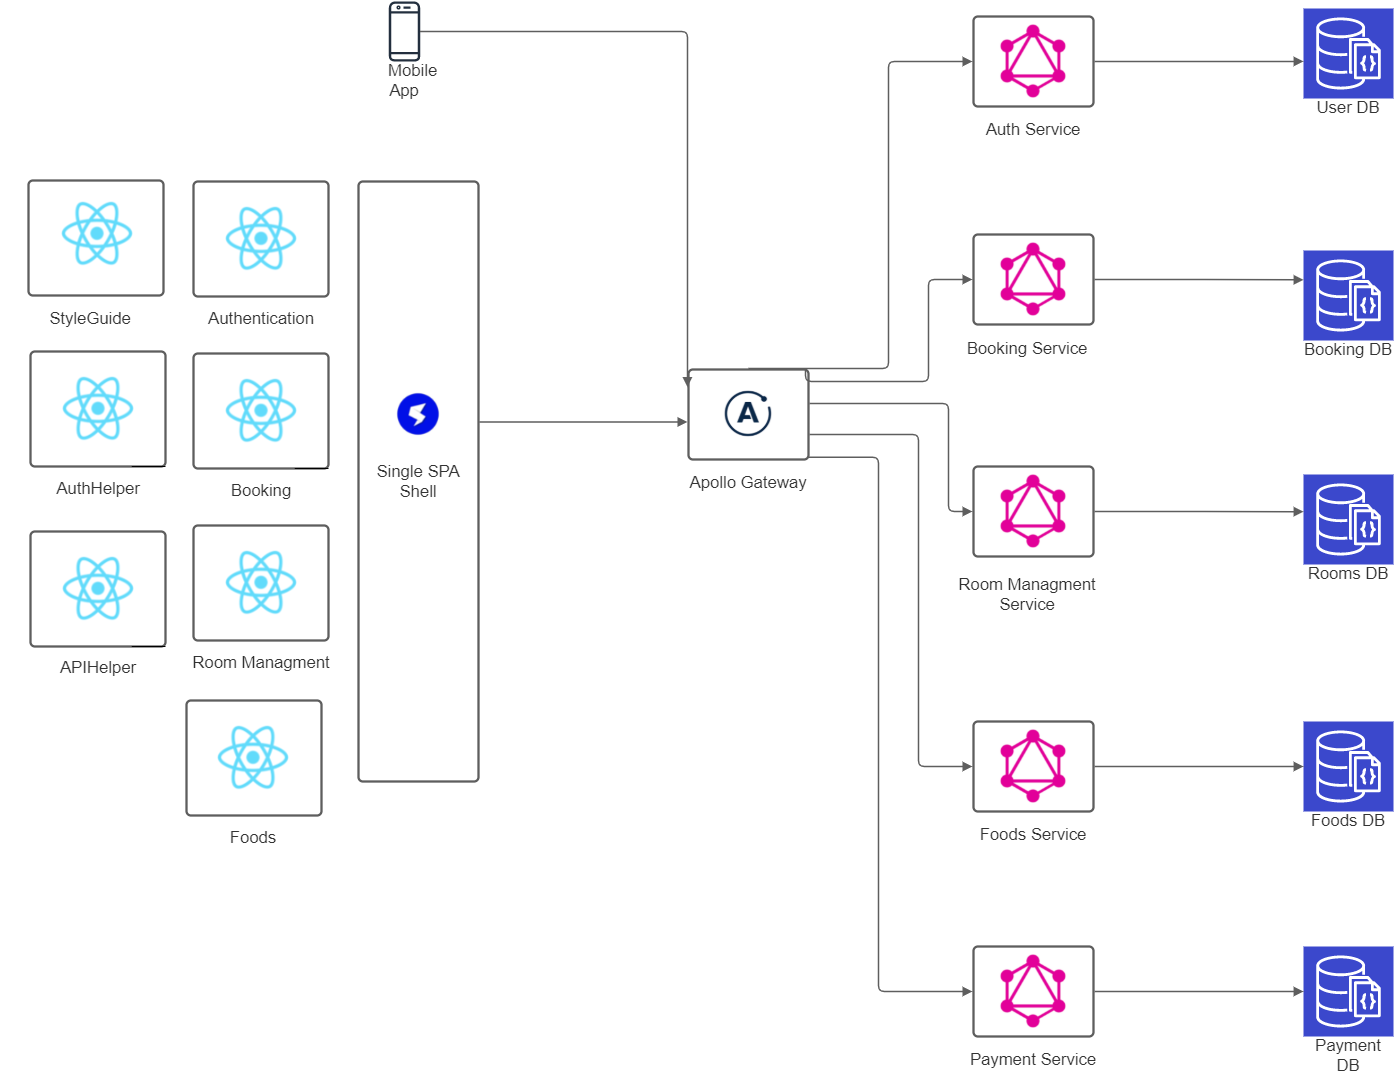 Mobile
App
Auth Service
User DB
StyleGuide
Authentication
Booking Service
Booking DB
AuthHelper
Booking
Single SPA
Shell
A
Apollo Gateway
Room Managment
Service
Rooms DB
APIHelper
Room Managment
Foods
Foods Service
Foods DB
Payment Service
Payment
DB